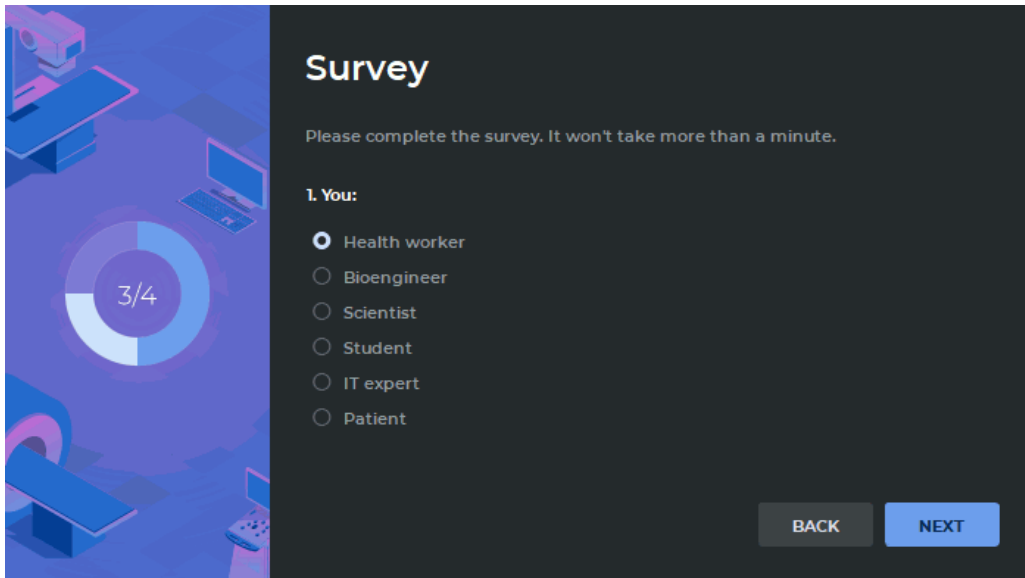 Survey
Please complete the survey. It won't take more than a minute.
1. You:
Health worker
Bioengineer
Scientist
Student
IT expert
Patient
3/4
BACK
NEXT